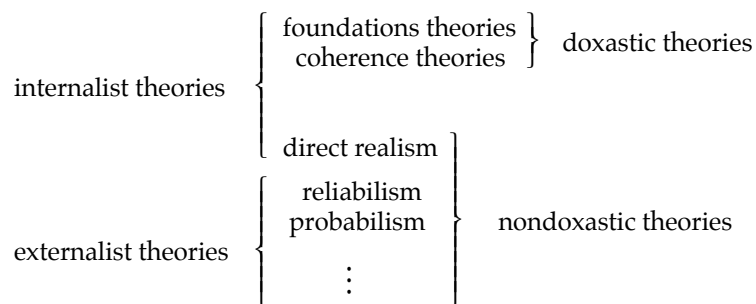 foundations theories
coherence theories
doxastic theories
internalist theories
direct realism
reliabilism
probabilism
nondoxastic theories
externalist theories
⋮